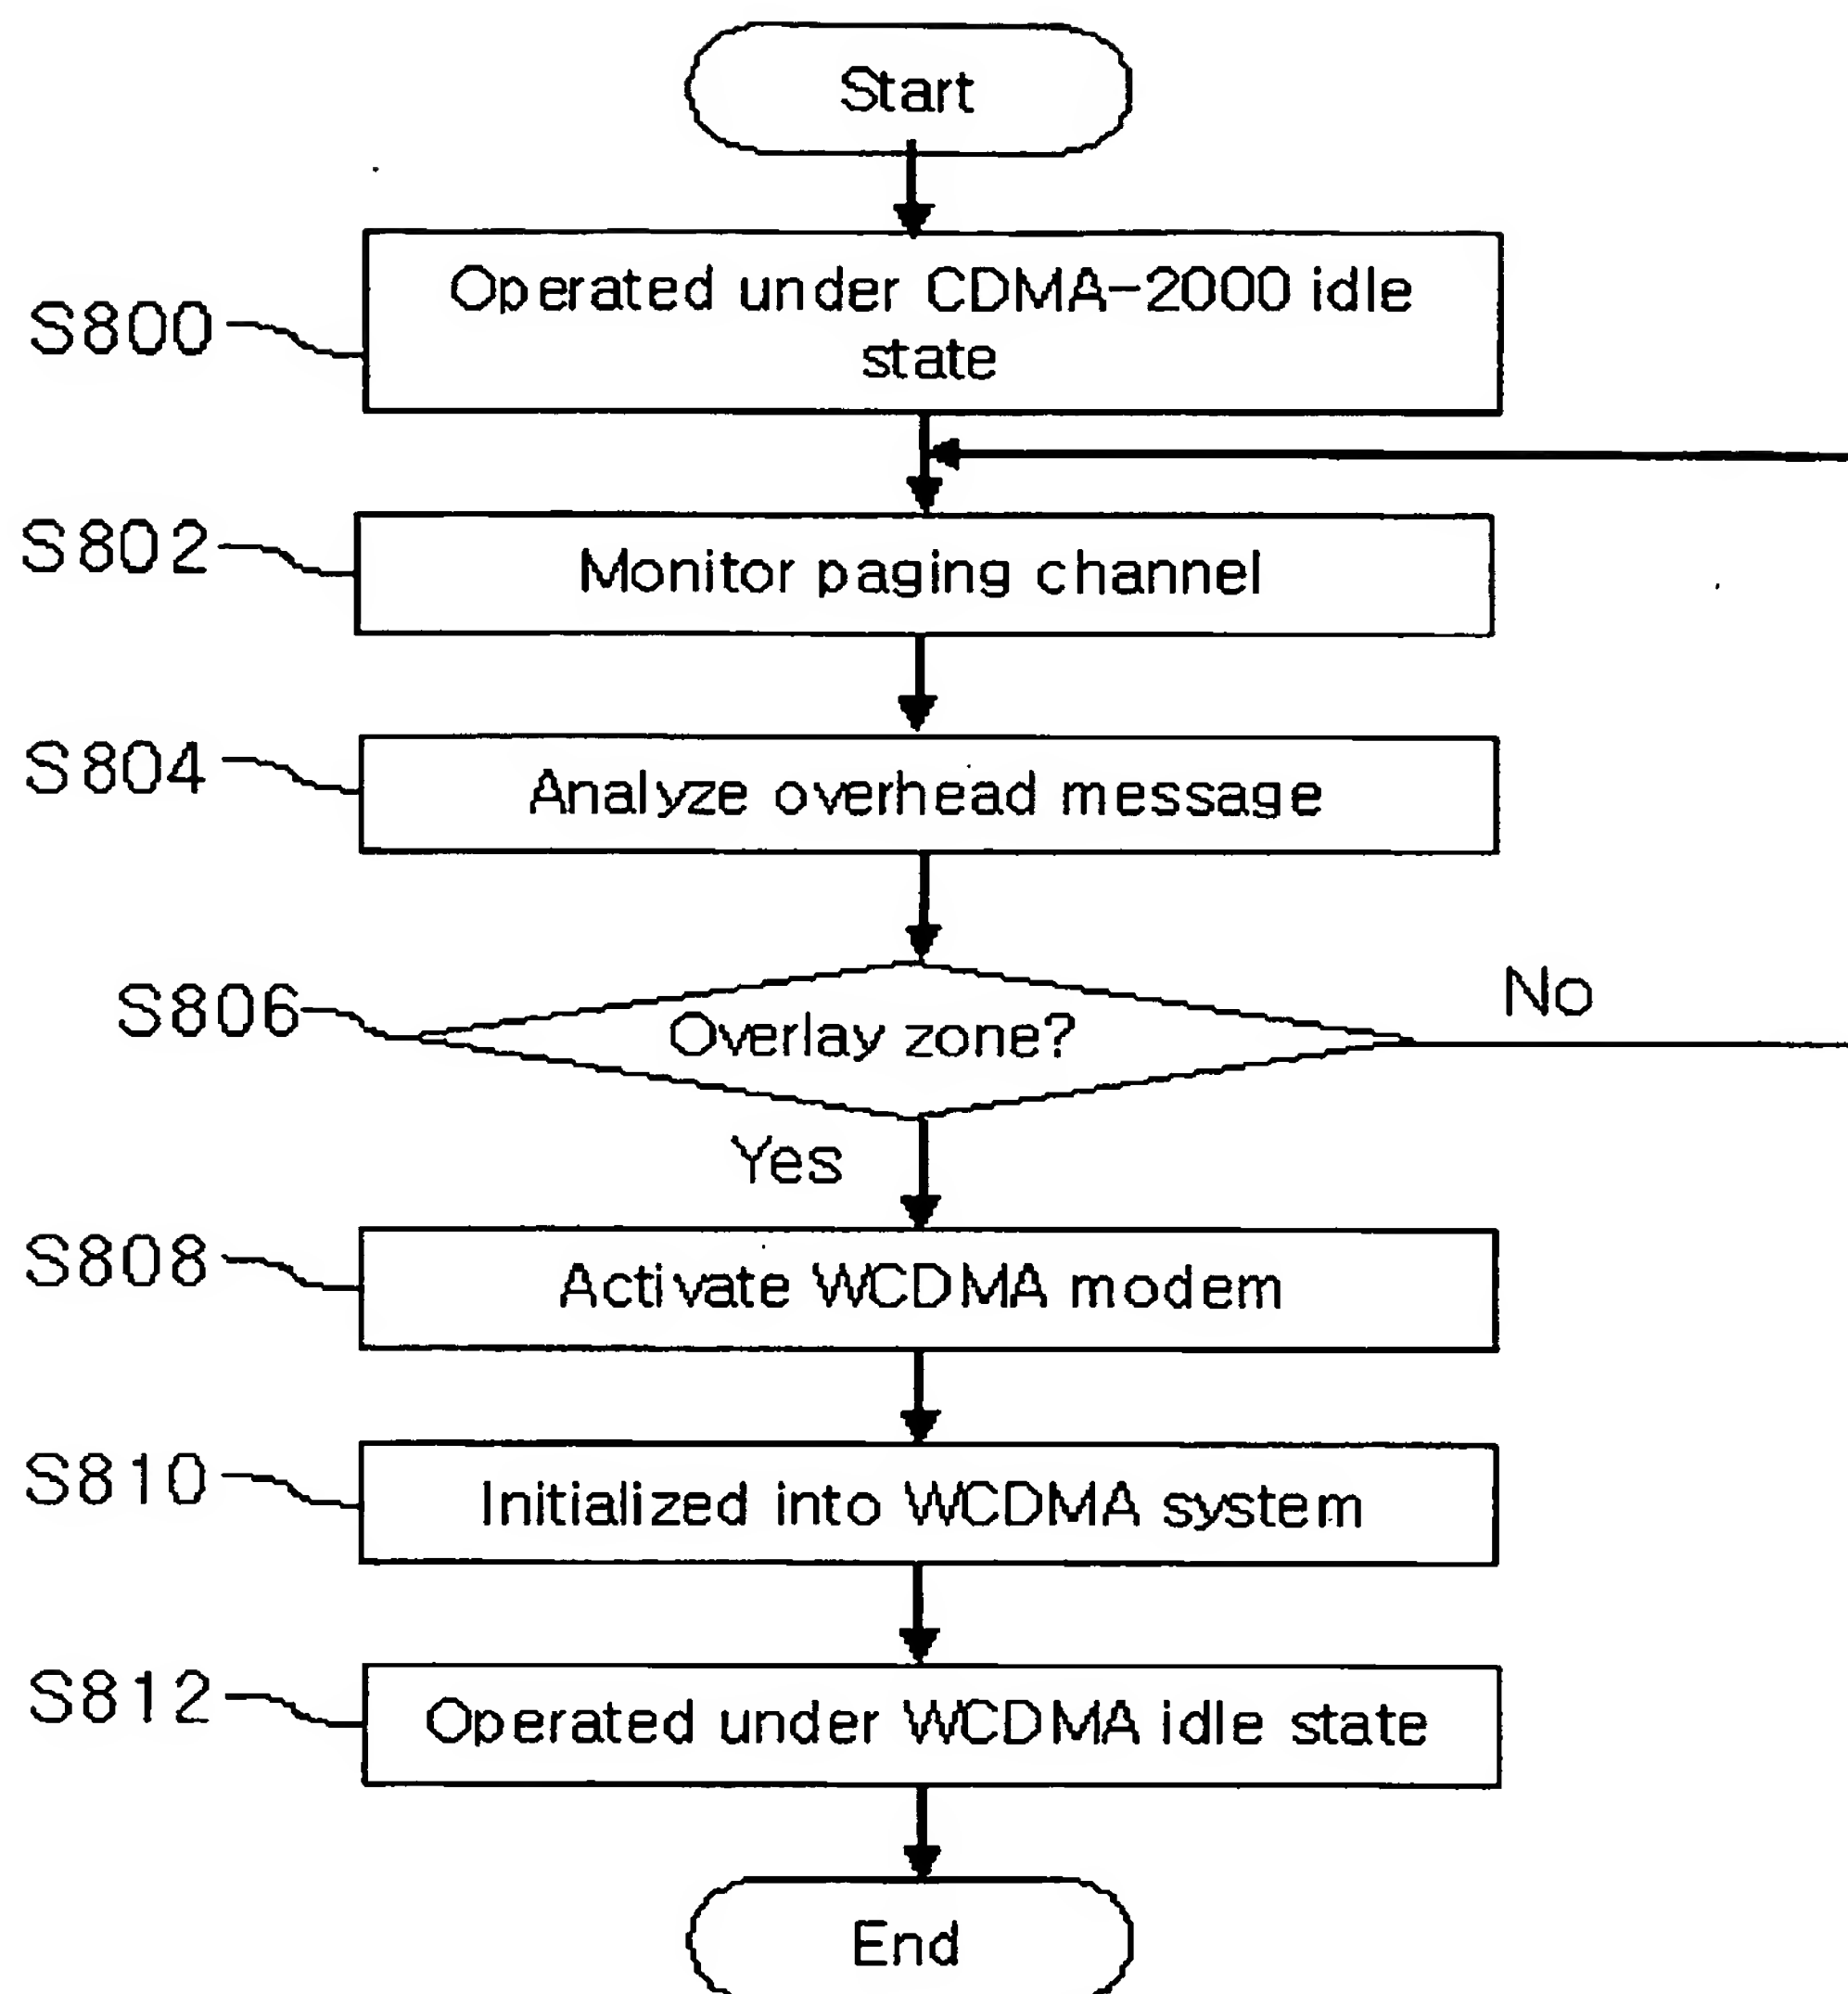 Start
S800
Operated under CDMA-2000 idle
state
S802
Monitor paging channel
S804
Analyze overhead message
S806
Overlay zone?
No
Yes
S808
Activate WCDMA modem
S810
Initialized into WCDMA system
S812
Operated under WCDMA idle state
End